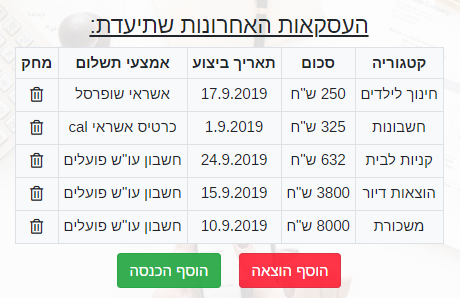 העסקאות האחרונות שתיעדת:
קטגוריה סכום תאריך ביצוע אמצעי תשלום מחק
חינוך לילדים 250 ש"ח 17.9.2019 אשראי שופרסל
חשבונות 325 ש"ח 1.9.2019 כרטיס אשראי cal
קניות לבית 632 ש"ח 24.9.2019 חשבון עו"ש פועלים
הוצאות דיור 3800 ש"ח 15.9.2019 חשבון עו"ש פועלים
משכורת 8000 ש"ח 10.9.2019 חשבון עו"ש פועלים
הוסף הוצאה הוסף הכנסה